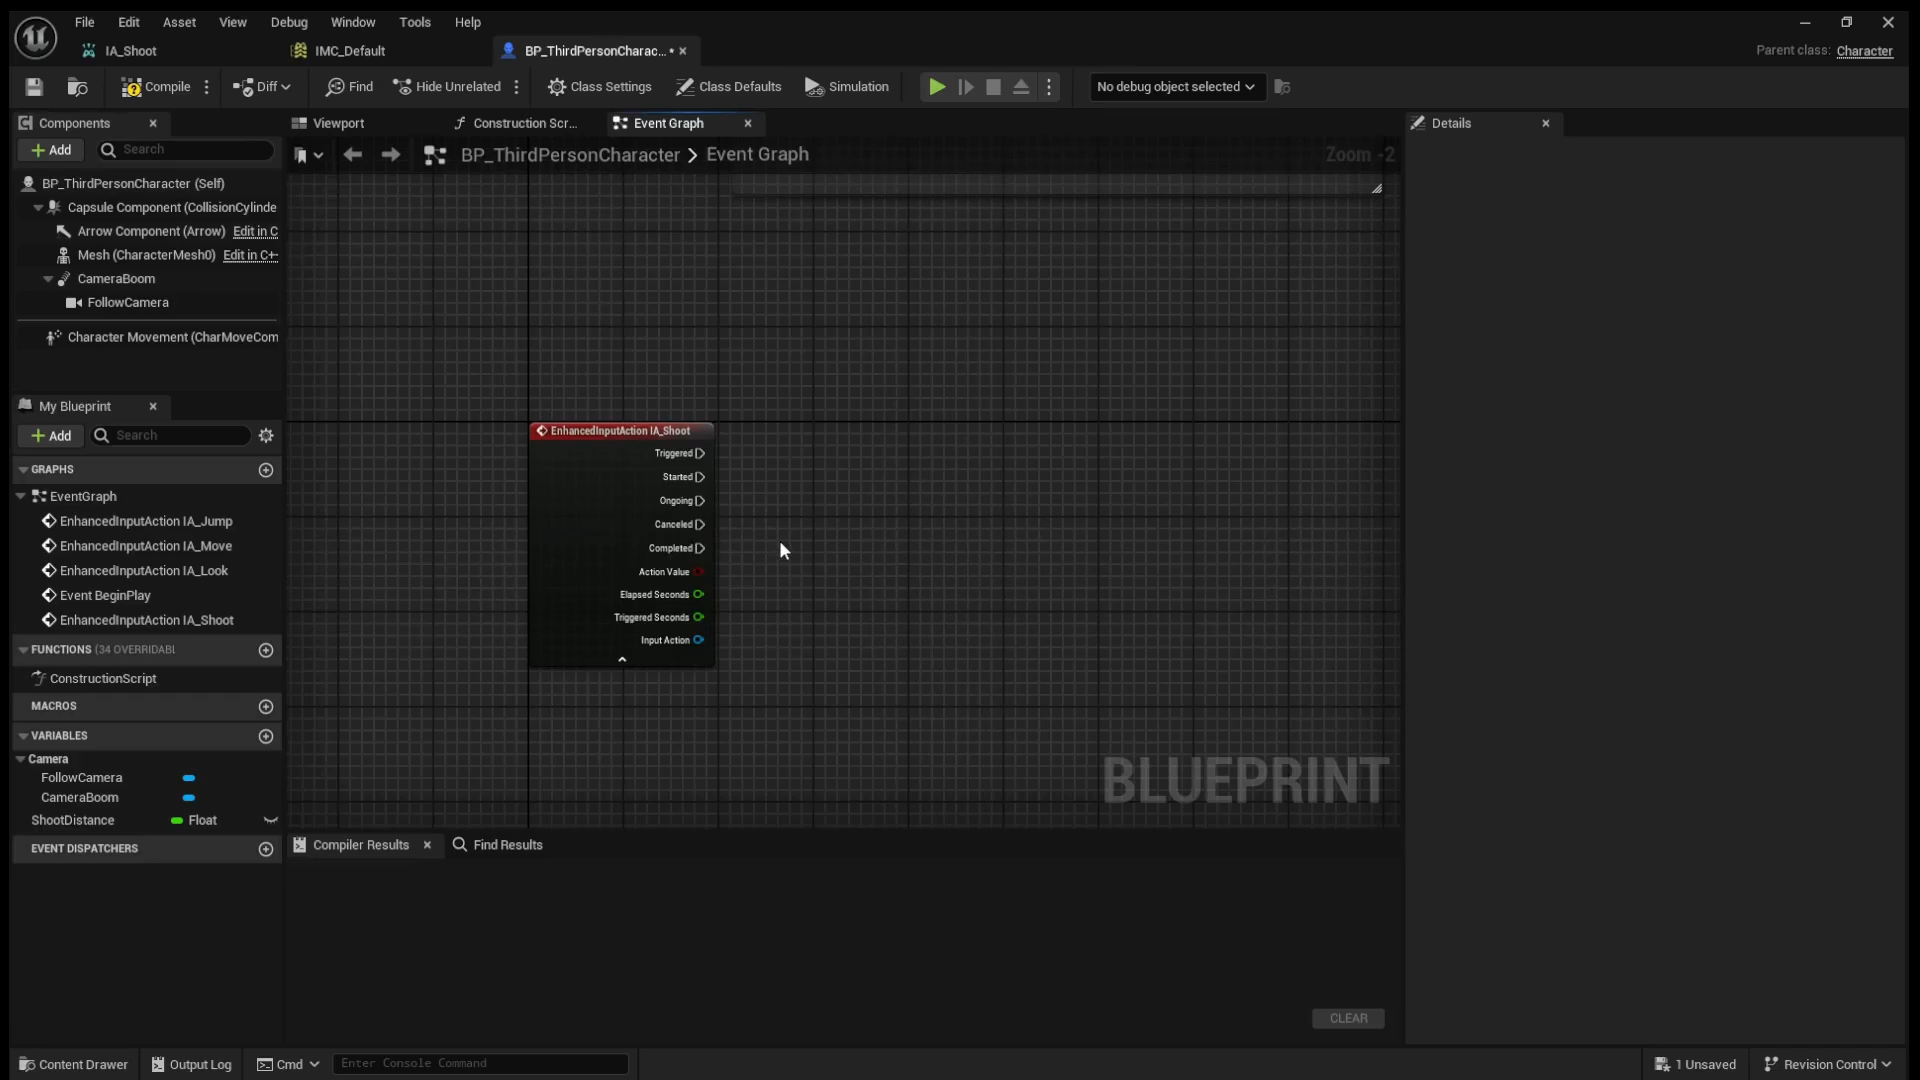 File Edit Asset View Debug Window Tools Help
IA_Shoot IMC_Default BP_ThirdPersonCharac... • Parent class: Character
Compile Diff Find Hide Unrelated Class Settings Class Defaults Simulation No debug object selected
Components Viewport Construction Scr... Event Graph Details
Add Search BP_ThirdPersonCharacter > Event Graph Zoom -2
BP_ThirdPersonCharacter (Self)
Capsule Component (CollisionCylinde
Arrow Component (Arrow) Edit in C
Mesh (CharacterMesh0) Edit in C++
CameraBoom
FollowCamera
Character Movement (CharMoveCom
My Blueprint
Add Search
GRAPHS
EventGraph
EnhancedInputAction IA_Jump
EnhancedInputAction IA_Move
EnhancedInputAction IA_Look
Event BeginPlay
EnhancedInputAction IA_Shoot
FUNCTIONS (34 OVERRIDABL
ConstructionScript
MACROS
VARIABLES
Camera
FollowCamera
CameraBoom
ShootDistance Float
EVENT DISPATCHERS
EnhancedInputAction IA_Shoot
Triggered
Started
Ongoing
Canceled
Completed
Action Value
Elapsed Seconds
Triggered Seconds
Input Action
BLUEPRINT
Compiler Results Find Results
CLEAR
Content Drawer Output Log Cmd Enter Console Command 1 Unsaved Revision Control